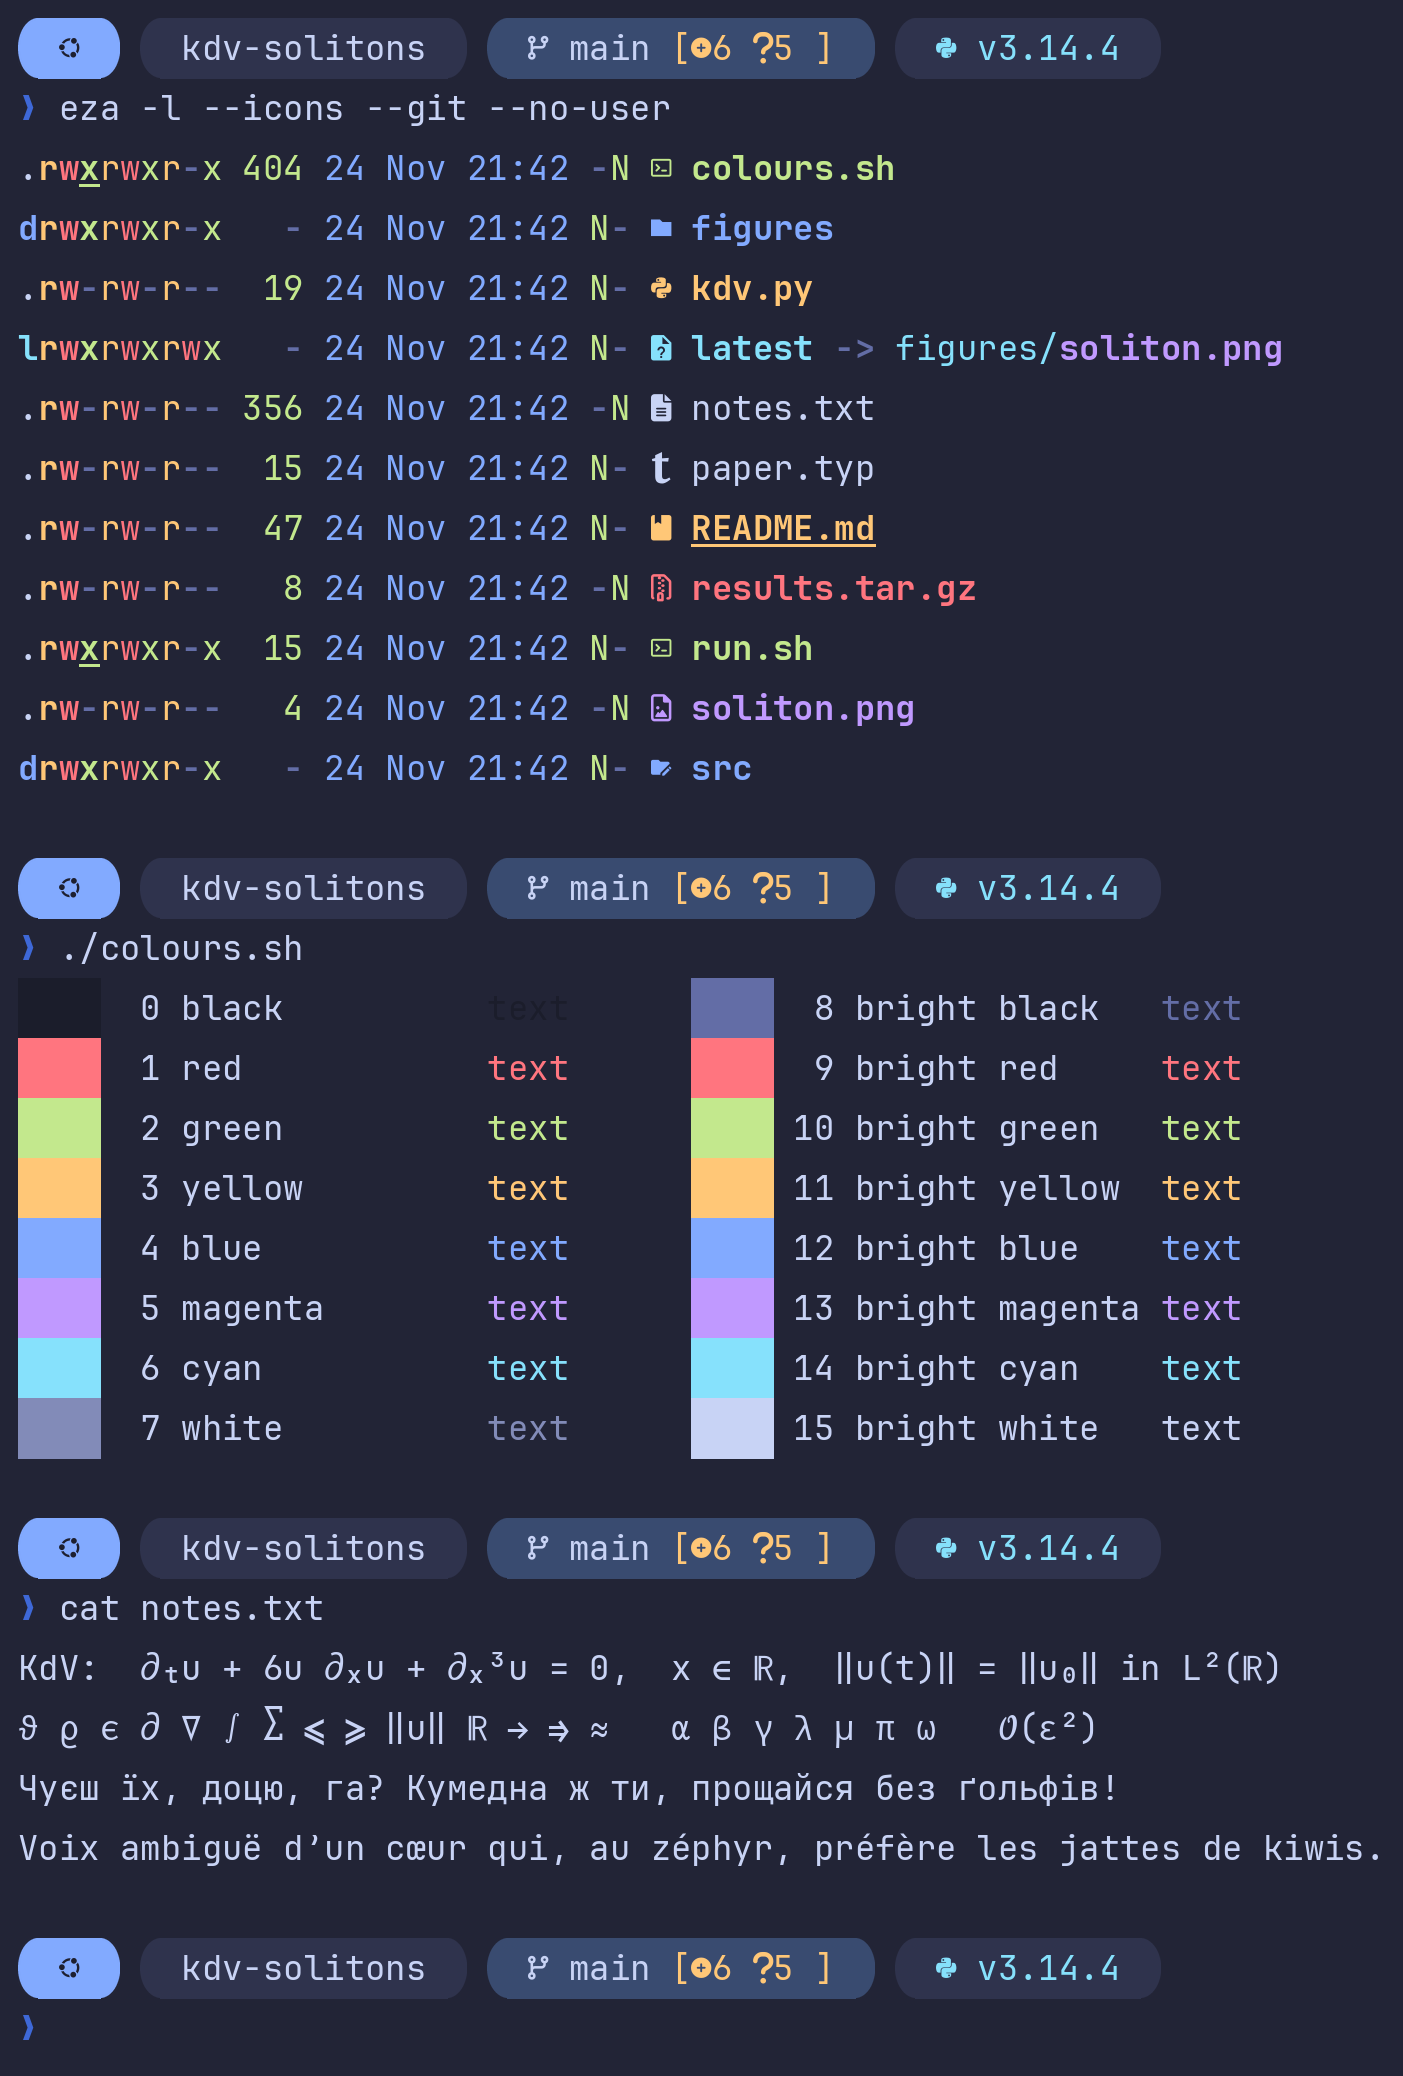 kdv-solitons main [6 ?5 ] v3.14.4
❱ eza -l --icons --git --no-user
.rwxrwxr-x 404 24 Nov 21:42 -N colours.sh
drwxrwxr-x - 24 Nov 21:42 N- figures
.rw-rw-r-- 19 24 Nov 21:42 N- kdv.py
lrwxrwxrwx - 24 Nov 21:42 N- latest -> figures/soliton.png
.rw-rw-r-- 356 24 Nov 21:42 -N notes.txt
.rw-rw-r-- 15 24 Nov 21:42 N- paper.typ
.rw-rw-r-- 47 24 Nov 21:42 N- README.md
.rw-rw-r-- 8 24 Nov 21:42 -N results.tar.gz
.rwxrwxr-x 15 24 Nov 21:42 N- run.sh
.rw-rw-r-- 4 24 Nov 21:42 -N soliton.png
drwxrwxr-x - 24 Nov 21:42 N- src
kdv-solitons main [6 ?5 ] v3.14.4
❱ ./colours.sh
0 black text 8 bright black text
1 red text 9 bright red text
2 green text 10 bright green text
3 yellow text 11 bright yellow text
4 blue text 12 bright blue text
5 magenta text 13 bright magenta text
6 cyan text 14 bright cyan text
7 white text 15 bright white text
kdv-solitons main [6 ?5 ] v3.14.4
❱ cat notes.txt
KdV: ∂ₜu + 6u ∂ₓu + ∂ₓ³u = 0, x ∈ ℝ, ‖u(t)‖ = ‖u₀‖ in L²(ℝ)
ϑ ϱ ϵ ∂ ∇ ∫ ∑ ⩽ ⩾ ‖u‖ ℝ → ⇒ ≈ α β γ λ μ π ω 𝒪(ε²)
Чуєш їх, доцю, га? Кумедна ж ти, прощайся без ґольфів!
Voix ambiguë d’un cœur qui, au zéphyr, préfère les jattes de kiwis.
kdv-solitons main [6 ?5 ] v3.14.4
❱